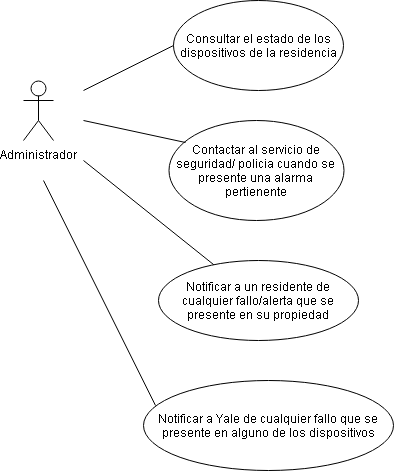 Consultar el estado de los
dispositivos de la residencia
Administrador
Contactar al servicio de
seguridad/ policia cuando se
presente una alarma
pertienente
Notificar a un residente de
cualquier fallo/alerta que se
presente en su propiedad
Notificar a Yale de cualquier fallo que se
presente en alguno de los dispositivos